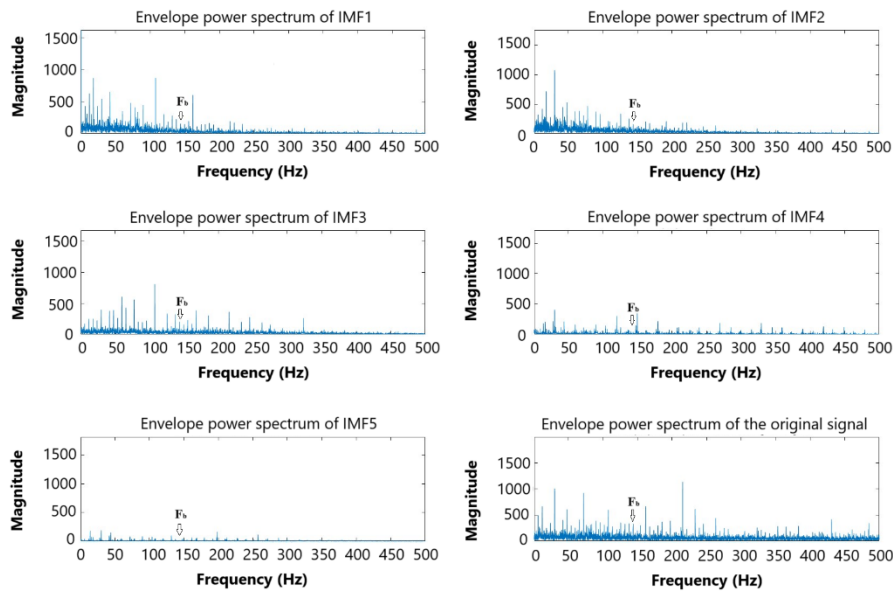 Envelope power spectrum of IMF1
Magnitude
1500
1000
500
0
F_b
0 50 100 150 200 250 300 350 400 450 500
Frequency (Hz)
Envelope power spectrum of IMF2
Magnitude
1500
1000
500
0
F_b
0 50 100 150 200 250 300 350 400 450 500
Frequency (Hz)
Envelope power spectrum of IMF3
Magnitude
1500
1000
500
0
F_b
0 50 100 150 200 250 300 350 400 450 500
Frequency (Hz)
Envelope power spectrum of IMF4
Magnitude
1500
1000
500
0
F_b
0 50 100 150 200 250 300 350 400 450 500
Frequency (Hz)
Envelope power spectrum of IMF5
Magnitude
1500
1000
500
0
F_b
0 50 100 150 200 250 300 350 400 450 500
Frequency (Hz)
Envelope power spectrum of the original signal
Magnitude
1500
1000
500
0
F_b
0 50 100 150 200 250 300 350 400 450 500
Frequency (Hz)